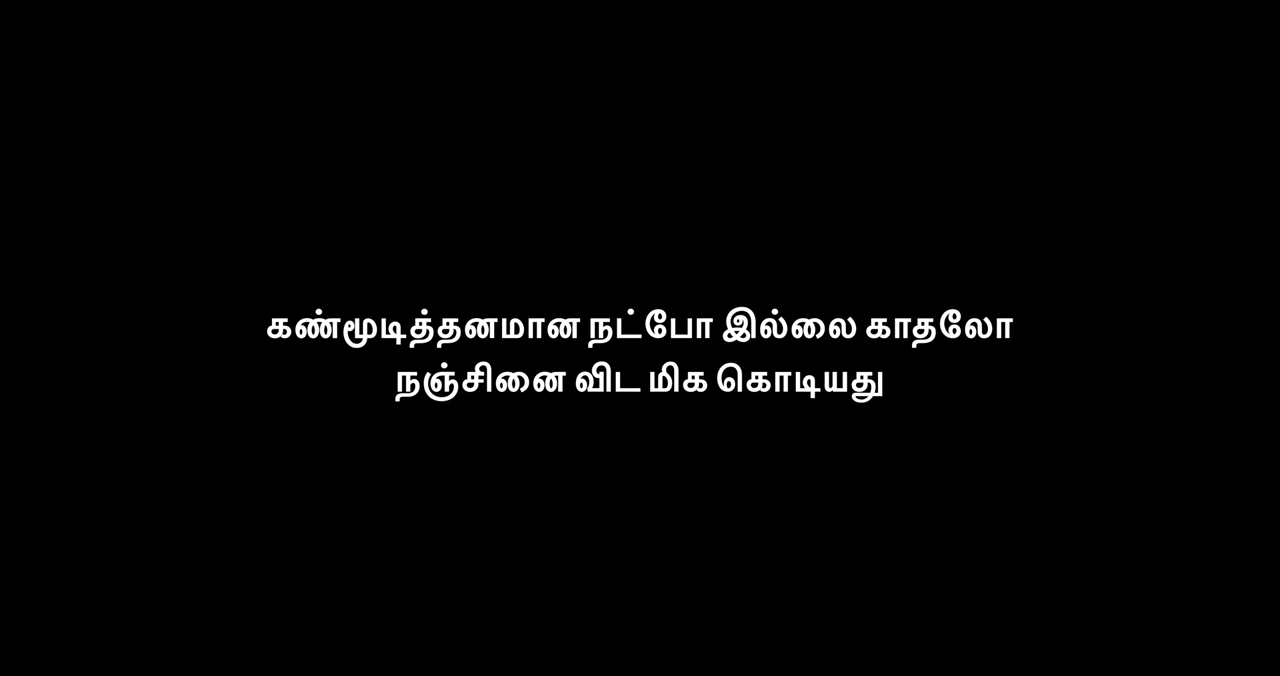 கண்மூடித்தனமான நட்போ இல்லை காதலோ
நஞ்சினை விட மிக கொடியது